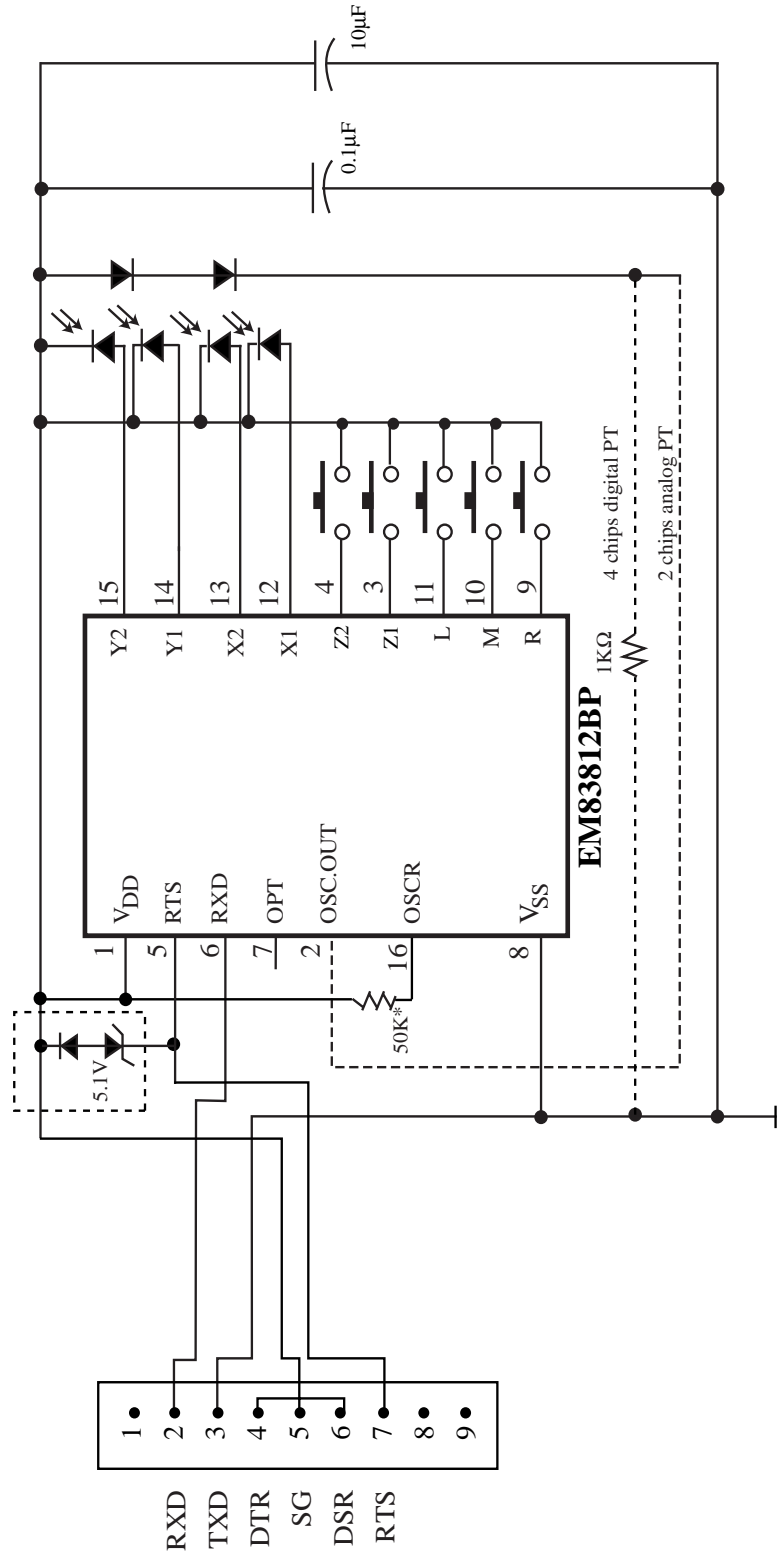 10µF
0.1µF
4 chips digital PT
2 chips analog PT
1KΩ
15
14
13
12
4
3
11
10
9
Y2
Y1
X2
X1
Z2
Z1
L
M
R
EM83812BP
VDD
RTS
RXD
OPT
OSC.OUT
OSCR
VSS
1
5
6
7
2
16
8
50K*
5.1V
1
2
3
4
5
6
7
8
9
RXD
TXD
DTR
SG
DSR
RTS